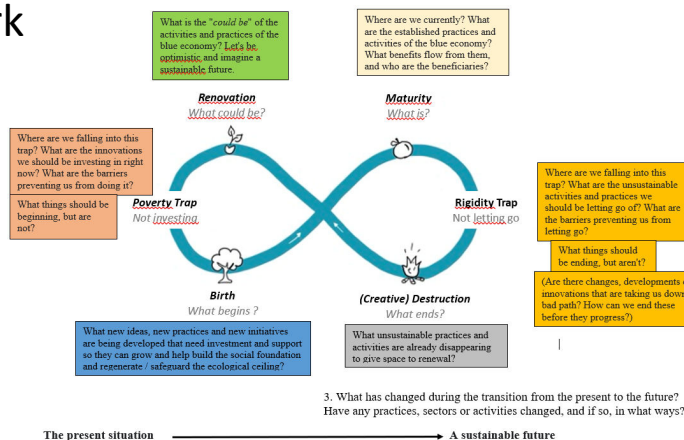 rk
What is the "could be" of the
activities and practices of the
blue economy? Let's be
optimistic and imagine a
sustainable future.
Where are we currently? What
are the established practices and
activities of the blue economy?
What benefits flow from them,
and who are the beneficiaries?
Renovation
What could be?
Maturity
What is?
Where are we falling into this
trap? What are the innovations
we should be investing in right
now? What are the barriers
preventing us from doing it?
What things should be
beginning, but are
not?
Poverty Trap
Not investing
Rigidity Trap
Not letting go
Where are we falling into this
trap? What are the unsustainable
activities and practices we
should be letting go of? What are
the barriers preventing us from
letting go?
What things should
be ending, but aren't?
(Are there changes, developments
innovations that are taking us down
bad path? How can we end these
before they progress?)
Birth
What begins ?
(Creative) Destruction
What ends?
What new ideas, new practices and new initiatives
are being developed that need investment and support
so they can grow and help build the social foundation
and regenerate / safeguard the ecological ceiling?
What unsustainable practices and
activities are already disappearing
to give space to renewal?
3. What has changed during the transition from the present to the future?
Have any practices, sectors or activities changed, and if so, in what ways?
The present situation
A sustainable future